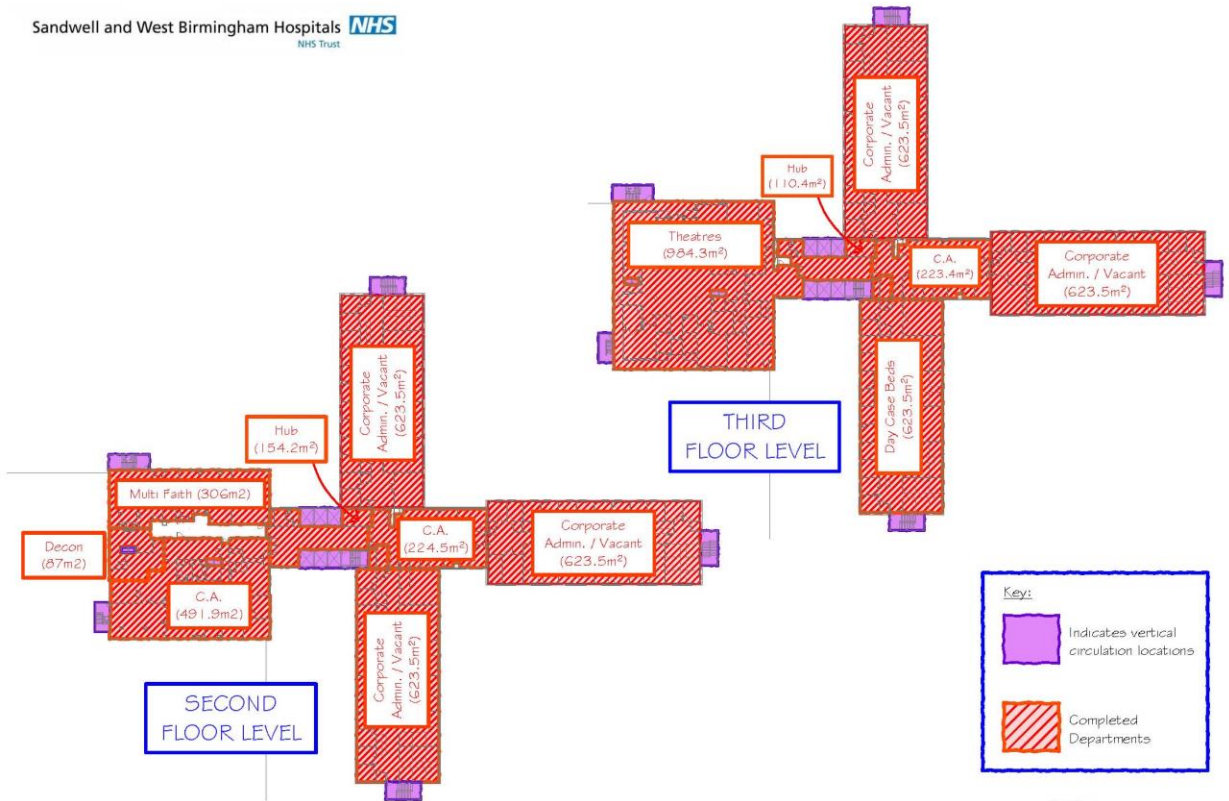 Sandwell and West Birmingham Hospitals NHS
NHS Trust
Corporate
Admin. / Vacant
(623.5m²)
Hub
(110.4m²)
Theatres
(984.3m²)
C.A.
(223.4m²)
Corporate
Admin. / Vacant
(623.5m²)
Day Case Beds
(623.5m²)
THIRD
FLOOR LEVEL
Corporate
Admin. / Vacant
(623.5m²)
Hub
(154.2m²)
Multi Faith (306m2)
Decon
(87m2)
C.A.
(224.5m²)
Corporate
Admin. / Vacant
(623.5m²)
C.A.
(491.9m2)
Corporate
Admin. / Vacant
(623.5m²)
SECOND
FLOOR LEVEL
Key:
Indicates vertical
circulation locations
Completed
Departments